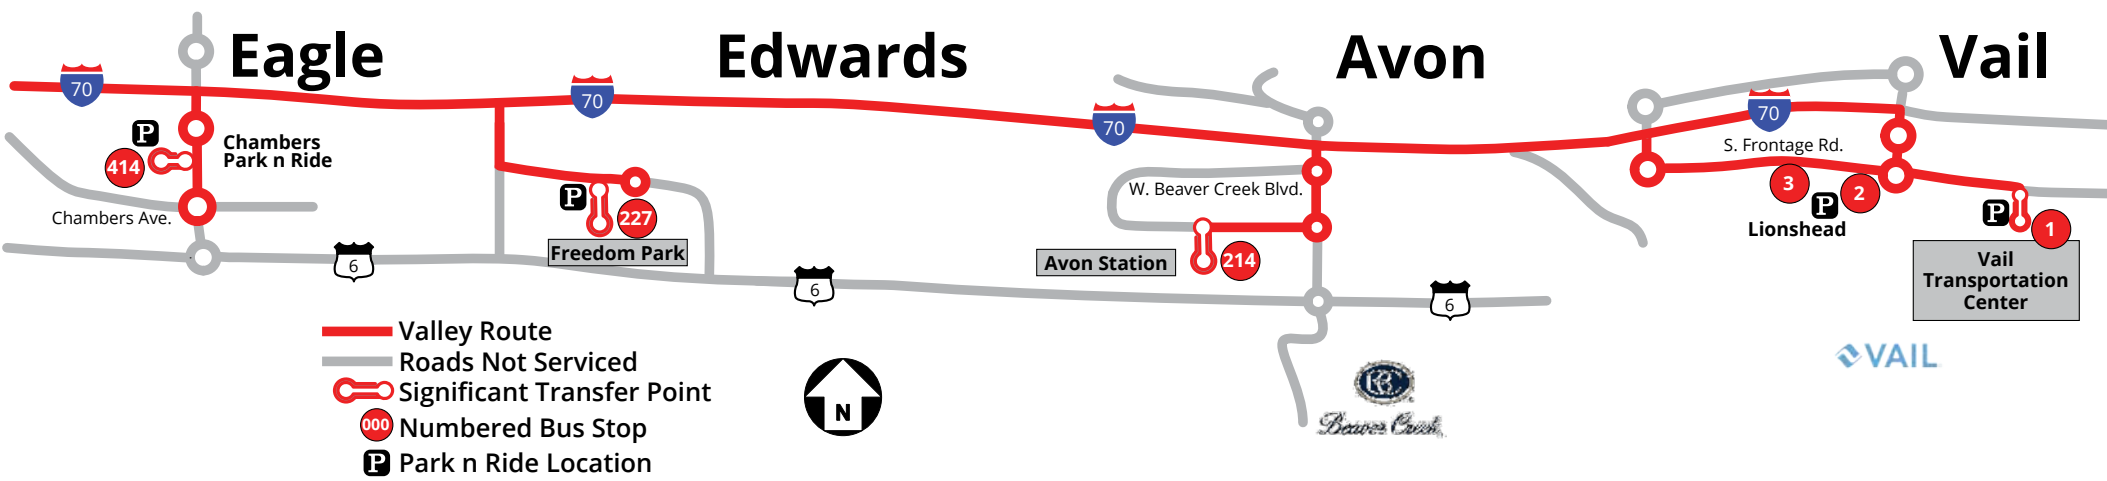 Eagle
Edwards
Avon
Vail
70
70
70
70
P
Chambers
Park n Ride
414
Chambers Ave.
P
227
Freedom Park
6
6
6
W. Beaver Creek Blvd.
Avon Station
214
S. Frontage Rd.
3
2
P
Lionshead
P
1
Vail
Transportation
Center
Valley Route
Roads Not Serviced
Significant Transfer Point
000 Numbered Bus Stop
P Park n Ride Location
N
BC
Beaver Creek
VAIL